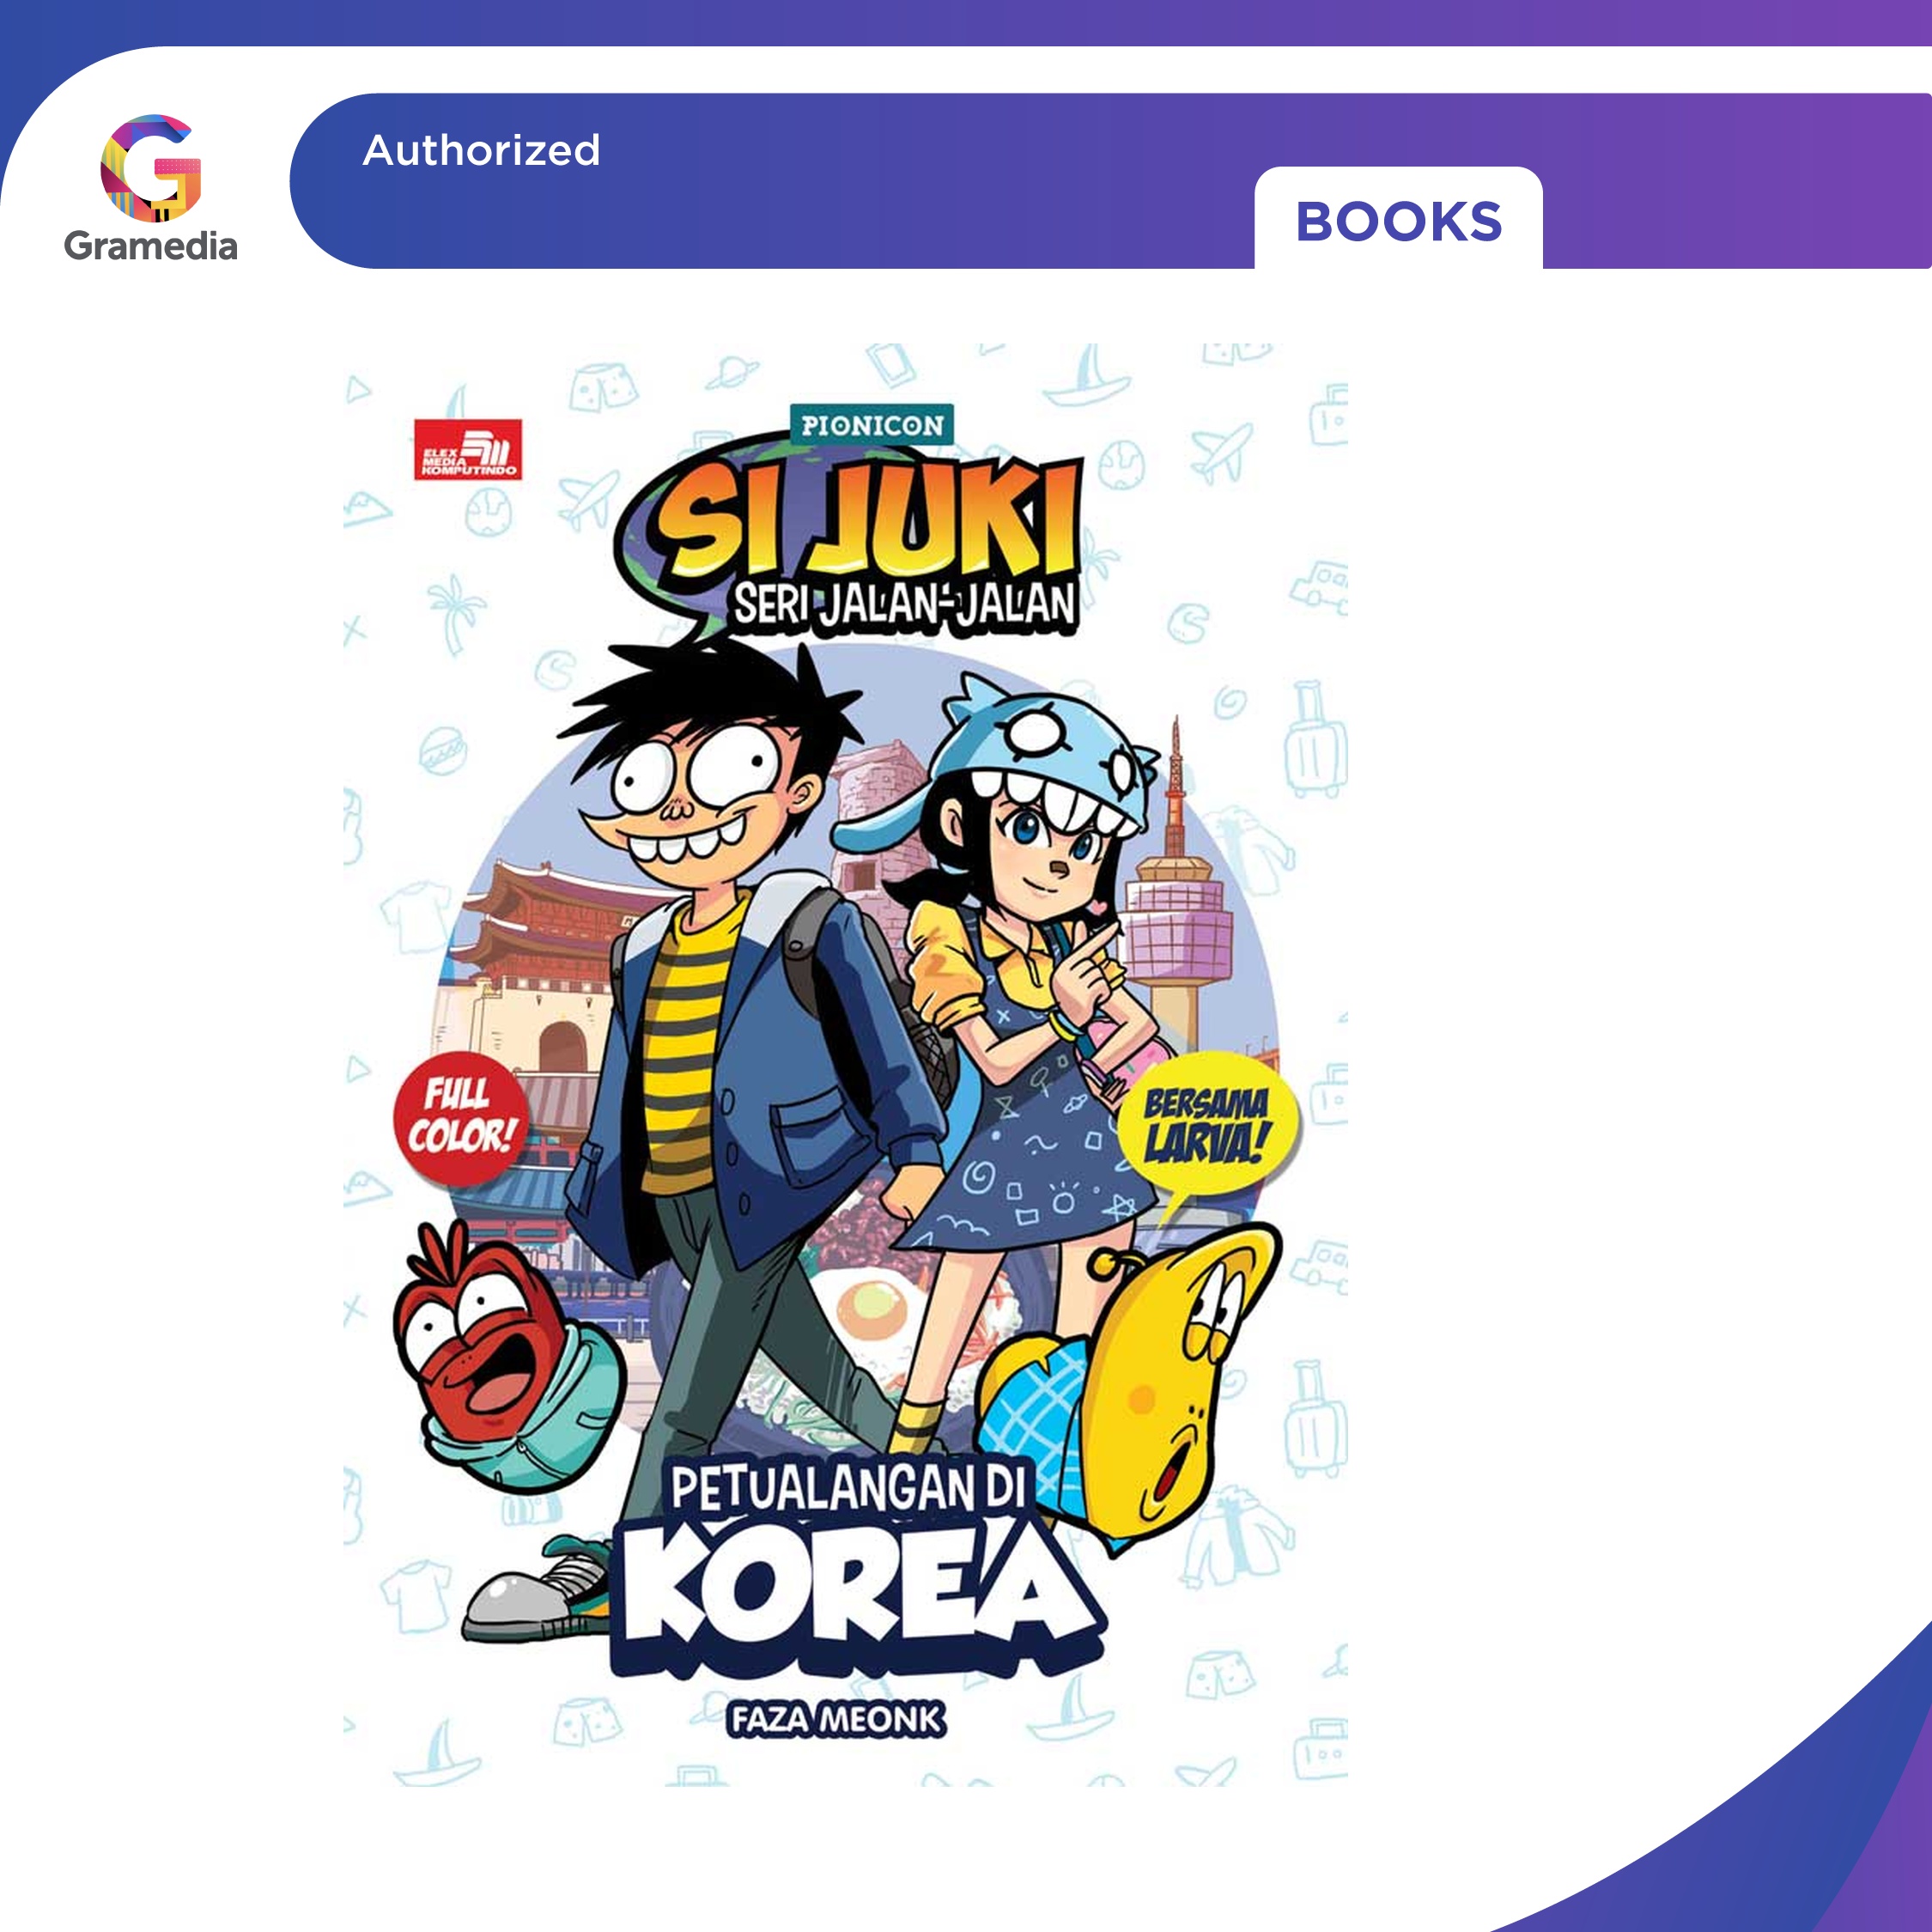 Authorized
Gramedia
BOOKS
PIONICON
ELEX
MEDIA
KOMPUTINDO
SI JUKI
SERI JALAN-JALAN
FULL
COLOR!
BERSAMA
LARVA!
PETUALANGAN DI
KOREA
FAZA MEONK